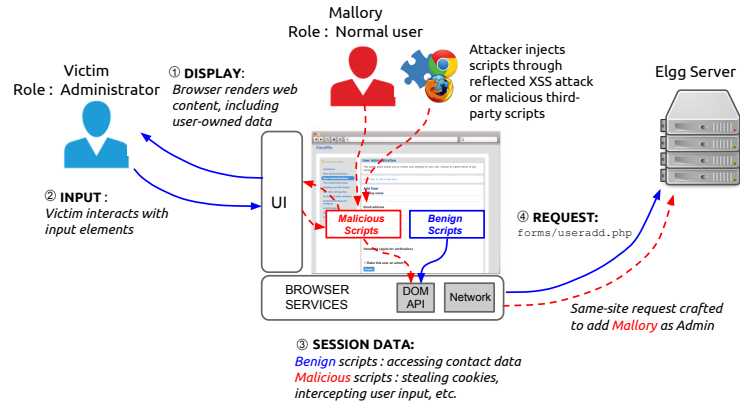 Mallory
Role : Normal user
Victim
Role : Administrator
① DISPLAY:
Browser renders web
content, including
user-owned data
Attacker injects
scripts through
reflected XSS attack
or malicious third-
party scripts
Elgg Server
② INPUT :
Victim interacts with
input elements
UI
User Administration
Add User
Malicious
Scripts
Benign
Scripts
④ REQUEST:
forms/useradd.php
BROWSER
SERVICES
DOM
API
Network
Same-site request crafted
to add Mallory as Admin
③ SESSION DATA:
Benign scripts : accessing contact data
Malicious scripts : stealing cookies,
intercepting user input, etc.